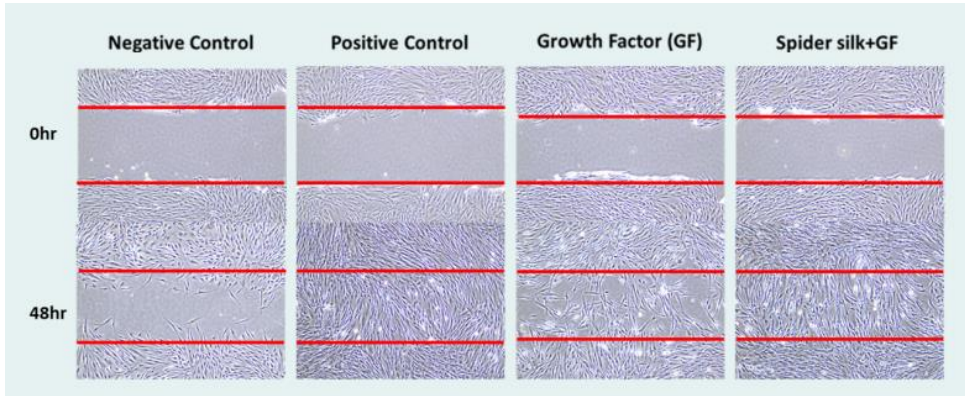 Negative Control
Positive Control
Growth Factor (GF)
Spider silk+GF
0hr
48hr